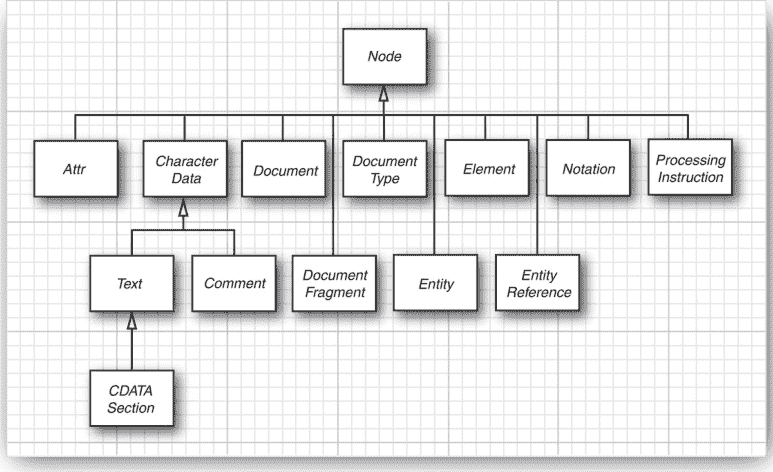 Node
Attr
Character
Data
Document
Document
Type
Element
Notation
Processing
Instruction
Text
Comment
Document
Fragment
Entity
Entity
Reference
CDATA
Section